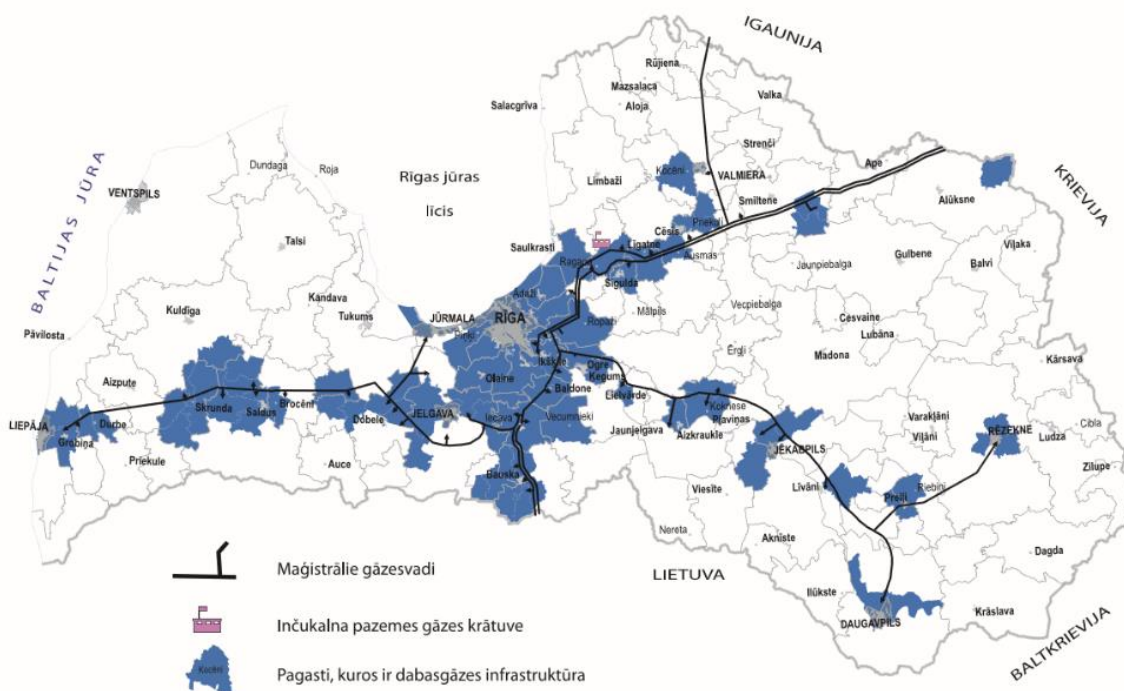 IGAUNIJA
Rūjiena
Mazsalaca
Valka
Aloja
Salacgrīva
Strenči
BALTIJAS JŪRA
Dundaga
Roja
Rīgas jūras
līcis
VENTSPILS
Kocēni
VALMIERA
Ape
Limbaži
Smiltene
Alūksne
KRIEVIJA
Priekuļi
Cēsis
Talsi
Saulkrasti
Līgatne
Ragana
Ausmas
Gulbene
Viļaka
Balvi
Jaunpiebalga
Sigulda
Kuldīga
Kandava
Tukums
Ādaži
JŪRMALA
RĪGA
Mālpils
Ropaži
Vecpiebalga
Cesvaine
Lubāna
Pāvilosta
Piņķi
Ērgļi
Madona
Kārsava
Ikšķile
Ogre
Ķegums
Aizpute
Olaine
Baldone
Lielvārde
Skrunda
Saldus
Brocēni
Dobele
JELGAVA
Iecava
Vecumnieki
Koknese
Pļaviņas
Varakļāni
Viļāni
RĒZEKNE
Ludza
Cibla
LIEPĀJA
Grobiņa
Durbe
Jaunjelgava
Aizkraukle
JĒKABPILS
Zilupe
Priekule
Auce
Bauska
Viesīte
Līvāni
Preiļi
Riebiņi
Nereta
Aknīste
Dagda
LIETUVA
Ilūkste
Krāslava
DAUGAVPILS
BALTKRIEVIJA
Maģistrālie gāzesvadi
Inčukalna pazemes gāzes krātuve
Kocēni
Pagasti, kuros ir dabasgāzes infrastruktūra